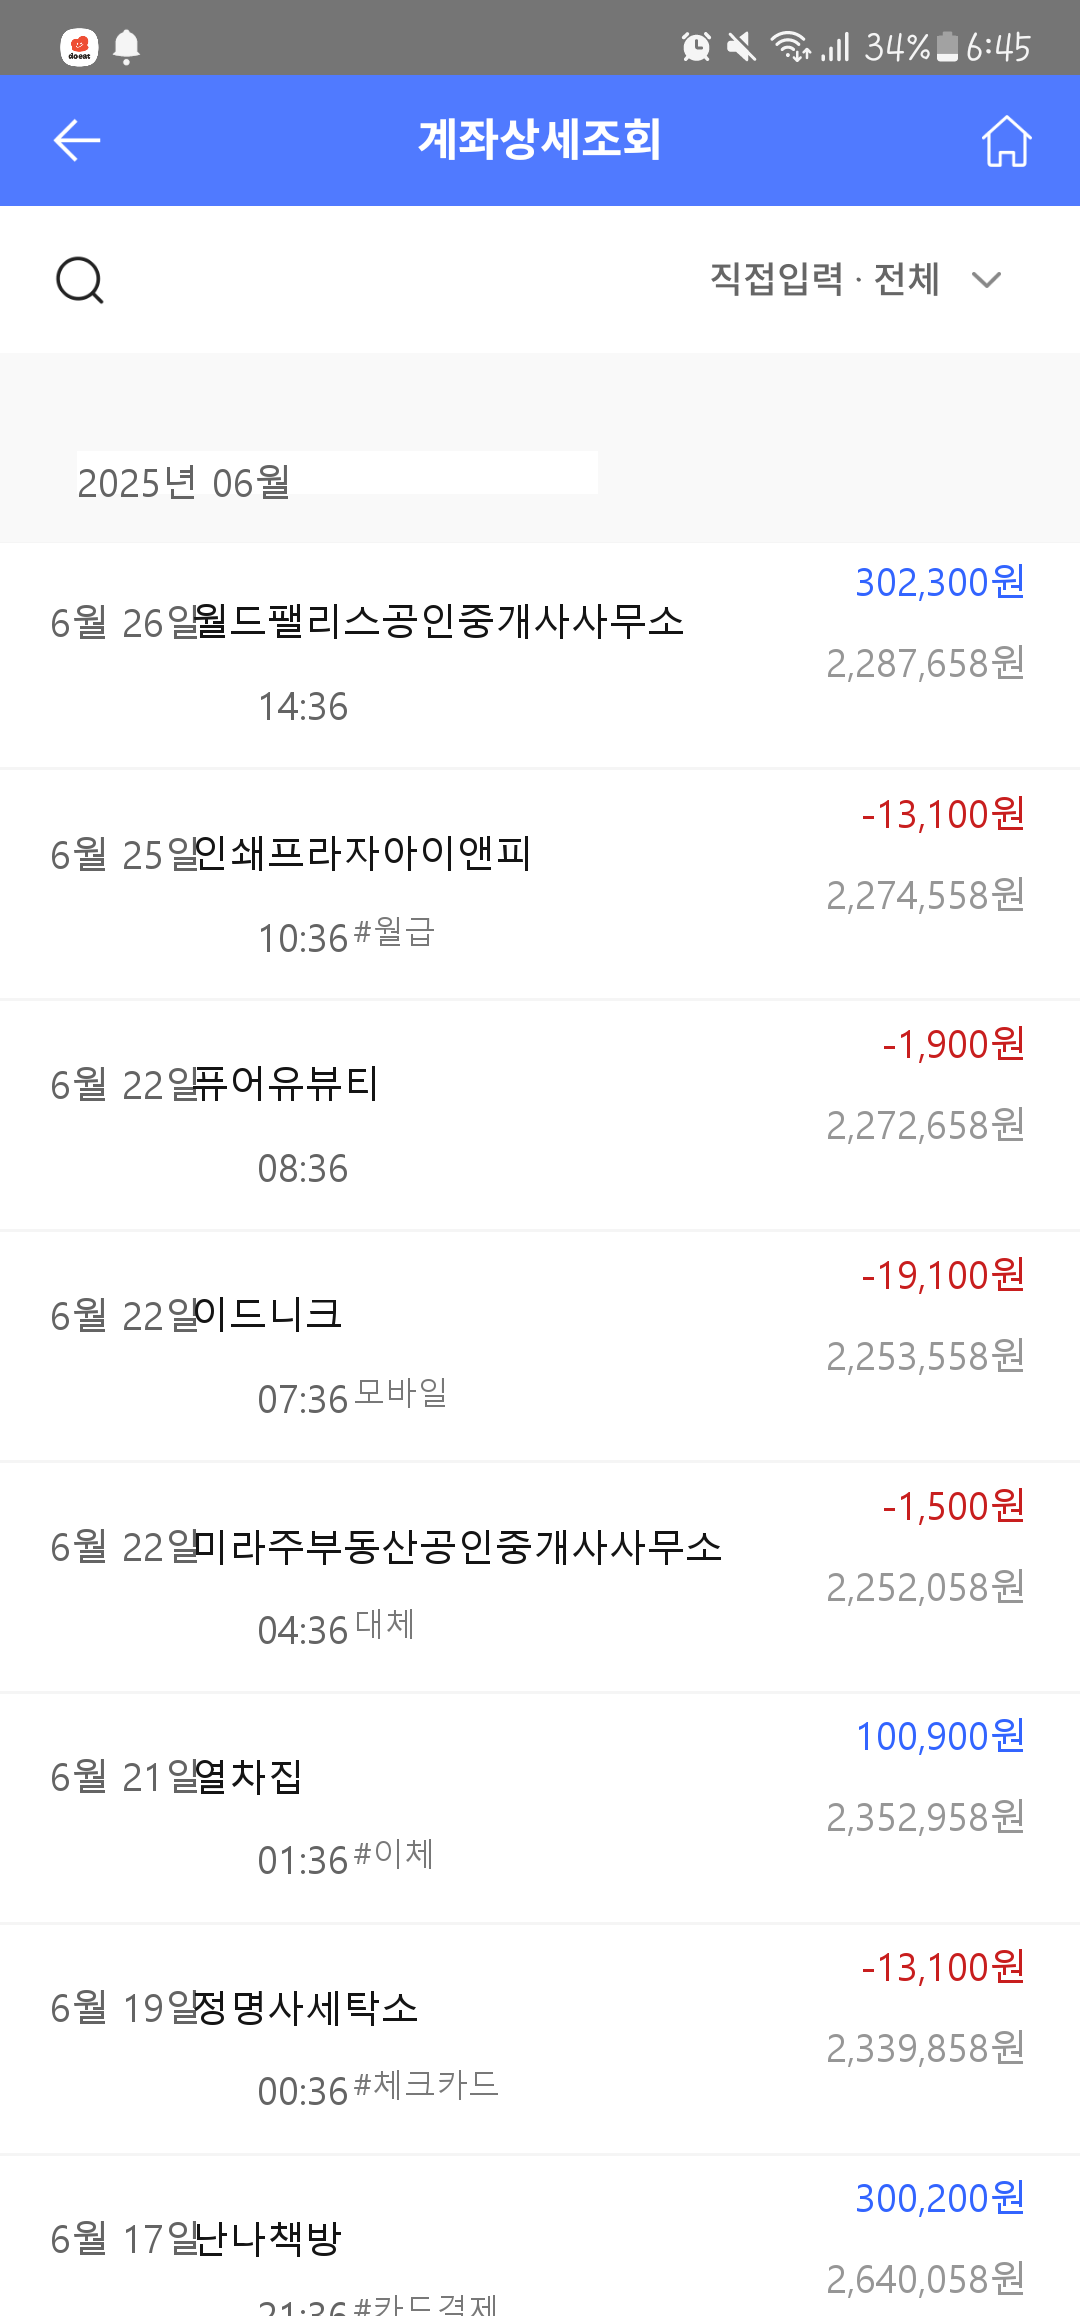 doeat
34% 6:45
계좌상세조회
직접입력 · 전체
2025년 06월
302,300원
6월 26일 월드팰리스공인중개사사무소
2,287,658원
14:36
-13,100원
6월 25일 인쇄프라자아이앤피
2,274,558원
10:36 #월급
-1,900원
6월 22일 퓨어유뷰티
2,272,658원
08:36
-19,100원
6월 22일 이드니크
2,253,558원
07:36 모바일
-1,500원
6월 22일 미라주부동산공인중개사사무소
2,252,058원
04:36 대체
100,900원
6월 21일 열차집
2,352,958원
01:36 #이체
-13,100원
6월 19일 정명사세탁소
2,339,858원
00:36 #체크카드
300,200원
6월 17일 난나책방
2,640,058원
21:36 #카드결제